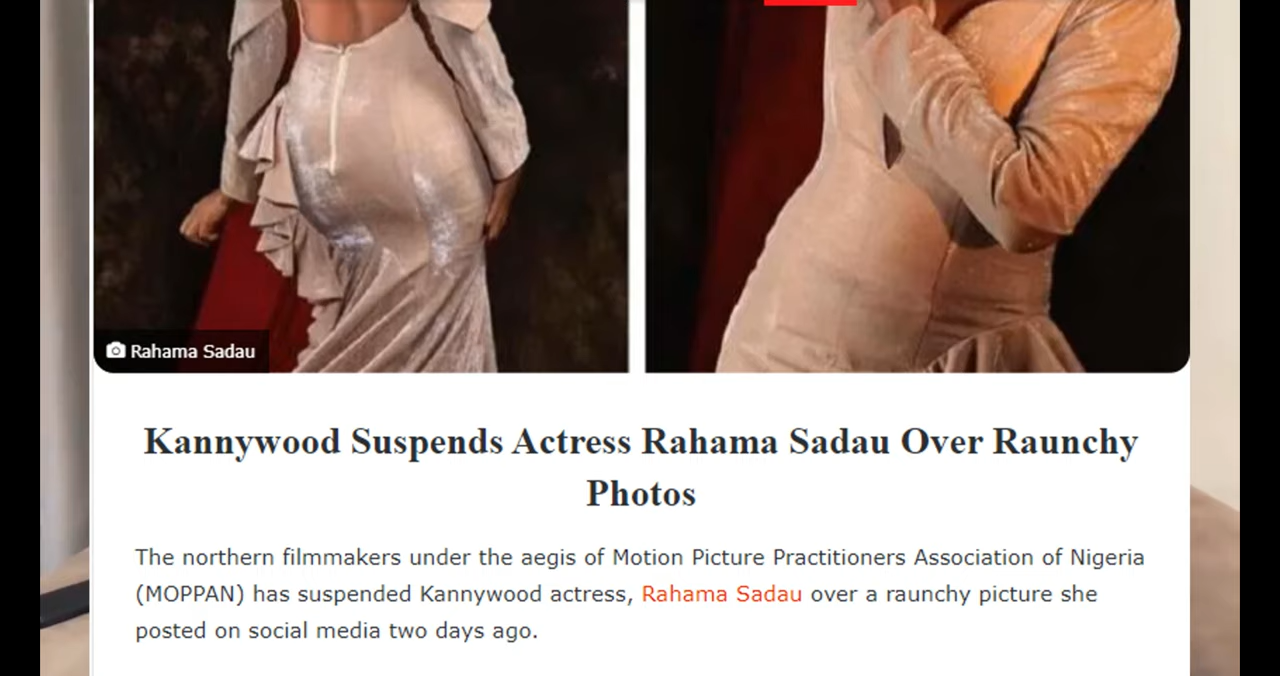 Rahama Sadau
Kannywood Suspends Actress Rahama Sadau Over Raunchy
Photos
The northern filmmakers under the aegis of Motion Picture Practitioners Association of Nigeria
(MOPPAN) has suspended Kannywood actress, Rahama Sadau over a raunchy picture she
posted on social media two days ago.